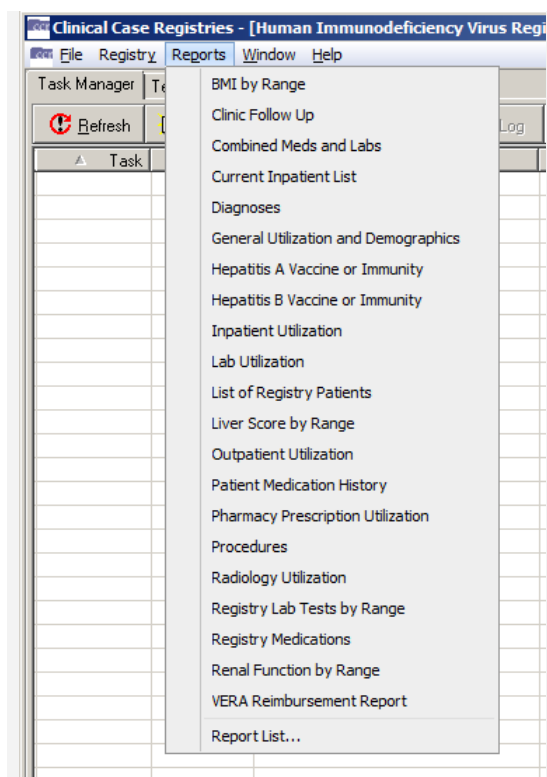 Clinical Case Registries - [Human Immunodeficiency Virus Regi
File Registry Reports Window Help
Task Manager Te
Refresh Log
Task
BMI by Range
Clinic Follow Up
Combined Meds and Labs
Current Inpatient List
Diagnoses
General Utilization and Demographics
Hepatitis A Vaccine or Immunity
Hepatitis B Vaccine or Immunity
Inpatient Utilization
Lab Utilization
List of Registry Patients
Liver Score by Range
Outpatient Utilization
Patient Medication History
Pharmacy Prescription Utilization
Procedures
Radiology Utilization
Registry Lab Tests by Range
Registry Medications
Renal Function by Range
VERA Reimbursement Report
Report List...